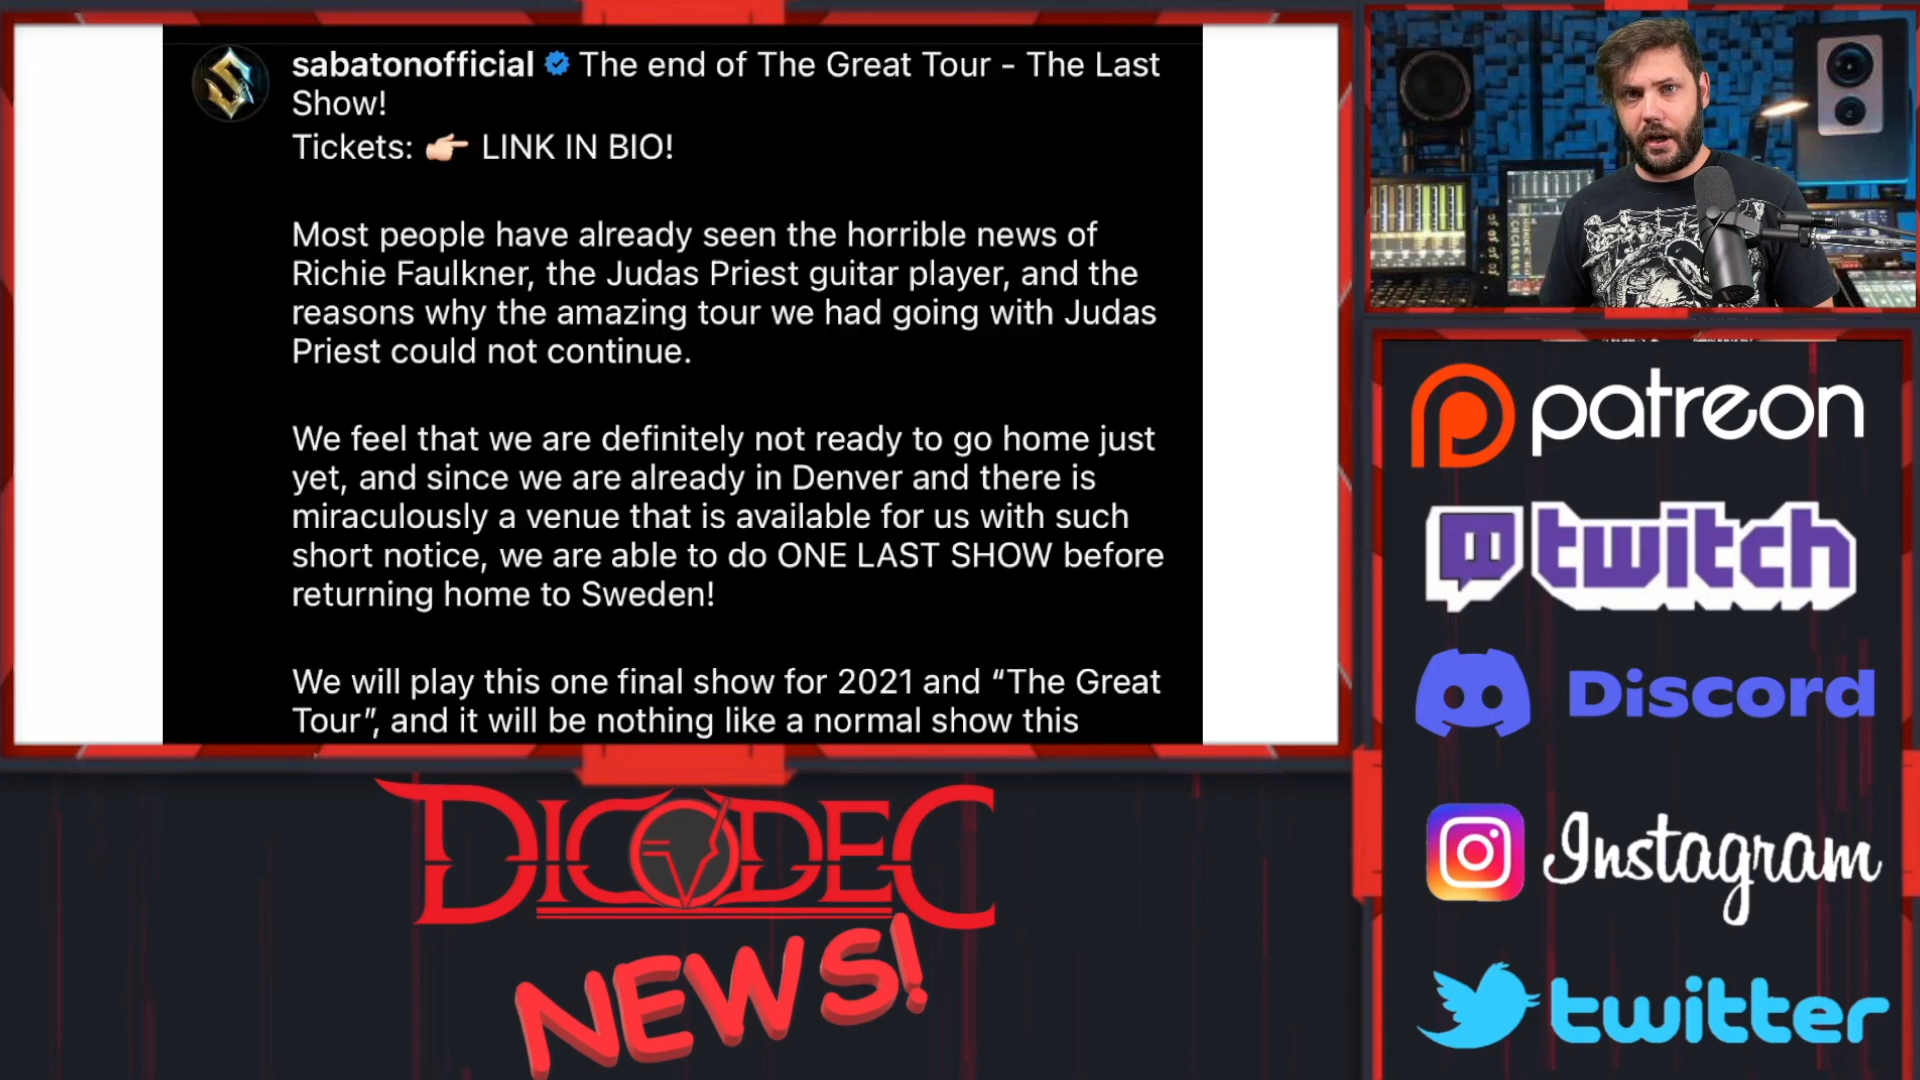 sabatonofficial The end of The Great Tour - The Last
Show!
Tickets: 👉🏻 LINK IN BIO!
Most people have already seen the horrible news of
Richie Faulkner, the Judas Priest guitar player, and the
reasons why the amazing tour we had going with Judas
Priest could not continue.
We feel that we are definitely not ready to go home just
yet, and since we are already in Denver and there is
miraculously a venue that is available for us with such
short notice, we are able to do ONE LAST SHOW before
returning home to Sweden!
We will play this one final show for 2021 and “The Great
Tour”, and it will be nothing like a normal show this
patreon
twitch
Discord
Instagram
twitter
DICODEC
NEWS!